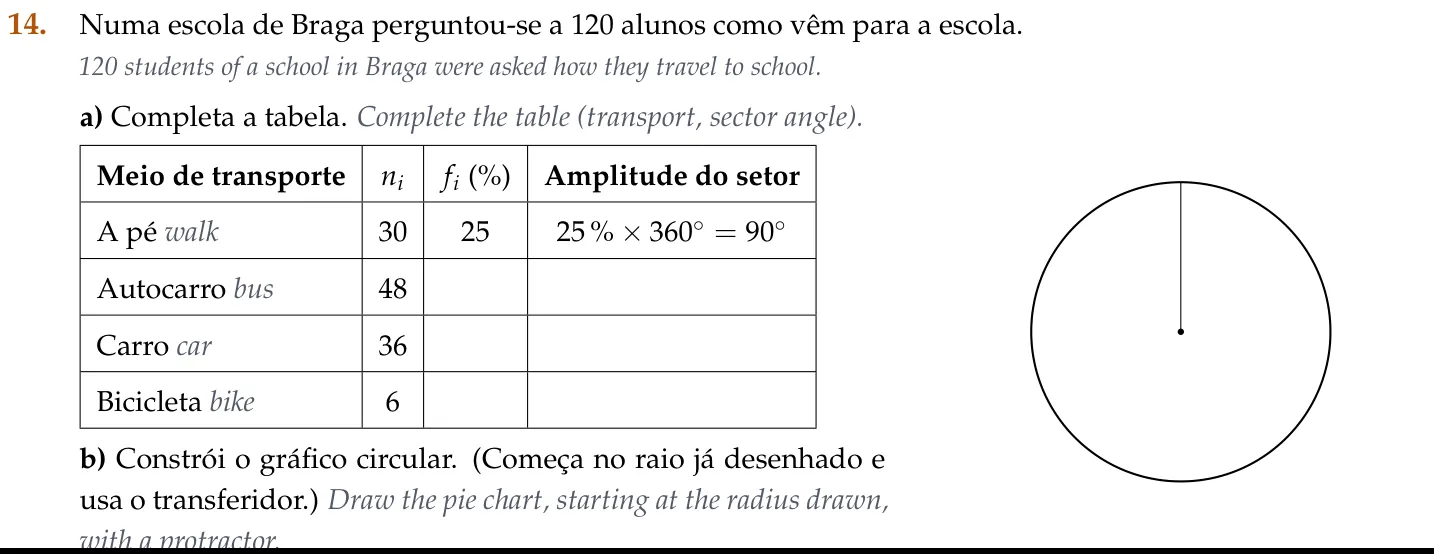 14. Numa escola de Braga perguntou-se a 120 alunos como vêm para a escola.
120 students of a school in Braga were asked how they travel to school.
a) Completa a tabela. Complete the table (transport, sector angle).
Meio de transporte nᵢ fᵢ (%) Amplitude do setor
A pé walk 30 25 25 % × 360° = 90°
Autocarro bus 48
Carro car 36
Bicicleta bike 6
b) Constrói o gráfico circular. (Começa no raio já desenhado e
usa o transferidor.) Draw the pie chart, starting at the radius drawn,
with a protractor.